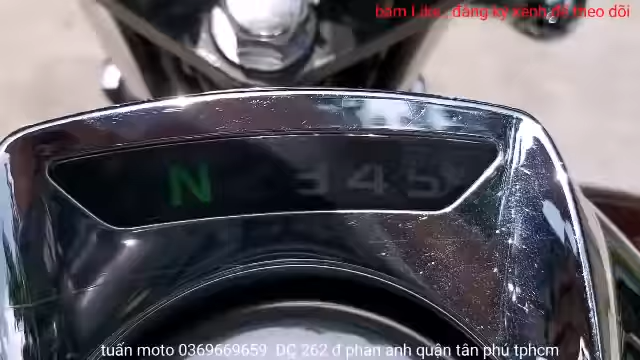 bấm Like , đăng ký kênh để theo dõi
N 3 4 5
tuấn moto 0369669659 DC 262 đ phan anh quận tân phú tphcm